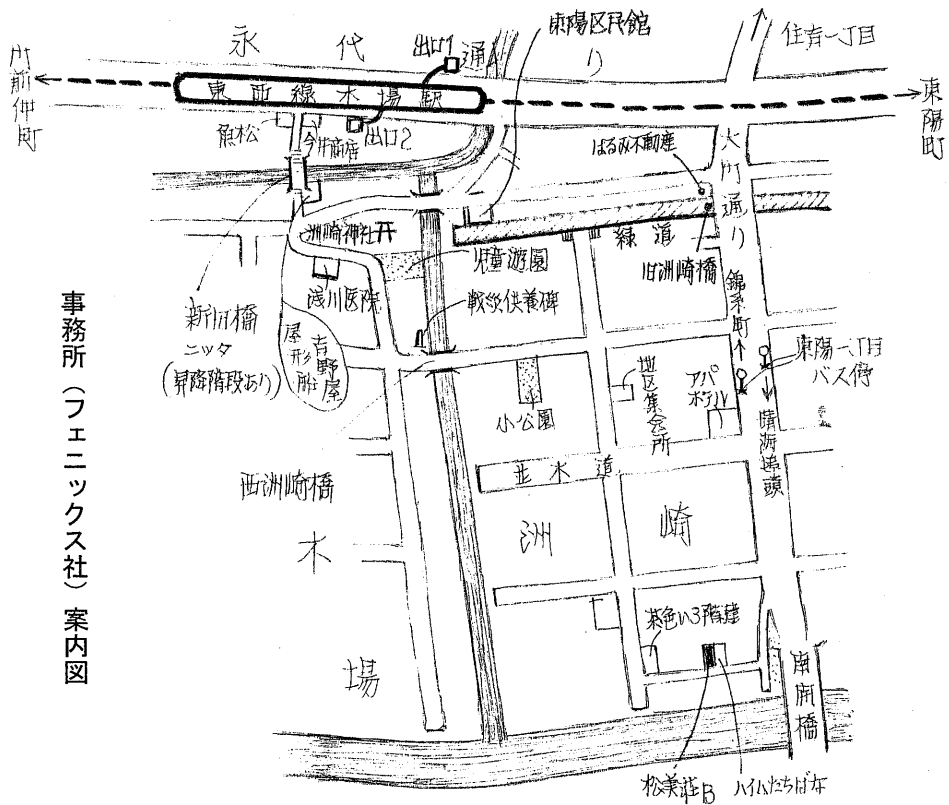 永代通り
出口1
東陽区民館
住吉一丁目
門前仲町
東西線木場駅
東陽町
魚松
今井商店
出口2
はるみ不動産
大門通り
洲崎神社
緑道
旧洲崎橋
児童遊園
浅川医院
戦災供養碑
新田橋
ニッタ
(昇降階段あり)
吉野屋
屋形船
錦糸町
東陽一丁目
バス停
小公園
地区集会所
アパ
ホテル
晴海埠頭
西洲崎橋
並木道
洲崎
木場
茶色い3階建
南開橋
松美荘B
ハイムたちばな
事務所(フェニックス社)案内図